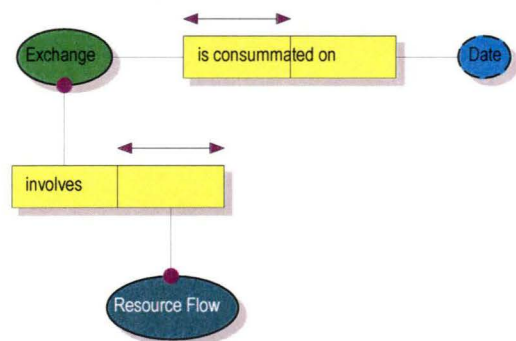 Exchange
is consummated on
Date
involves
Resource Flow